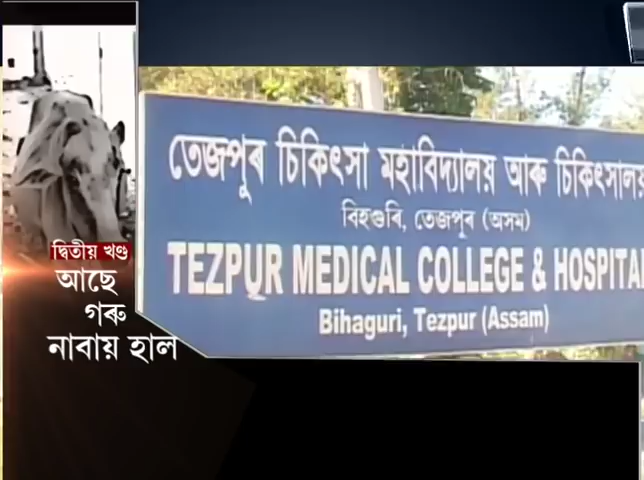 দ্বিতীয় খণ্ড
আছে
গৰু
নাবায় হাল
তেজপুৰ চিকিৎসা মহাবিদ্যালয় আৰু চিকিৎসালয়
বিহগুৰি, তেজপুৰ (অসম)
TEZPUR MEDICAL COLLEGE & HOSPITAL
Bihaguri, Tezpur (Assam)